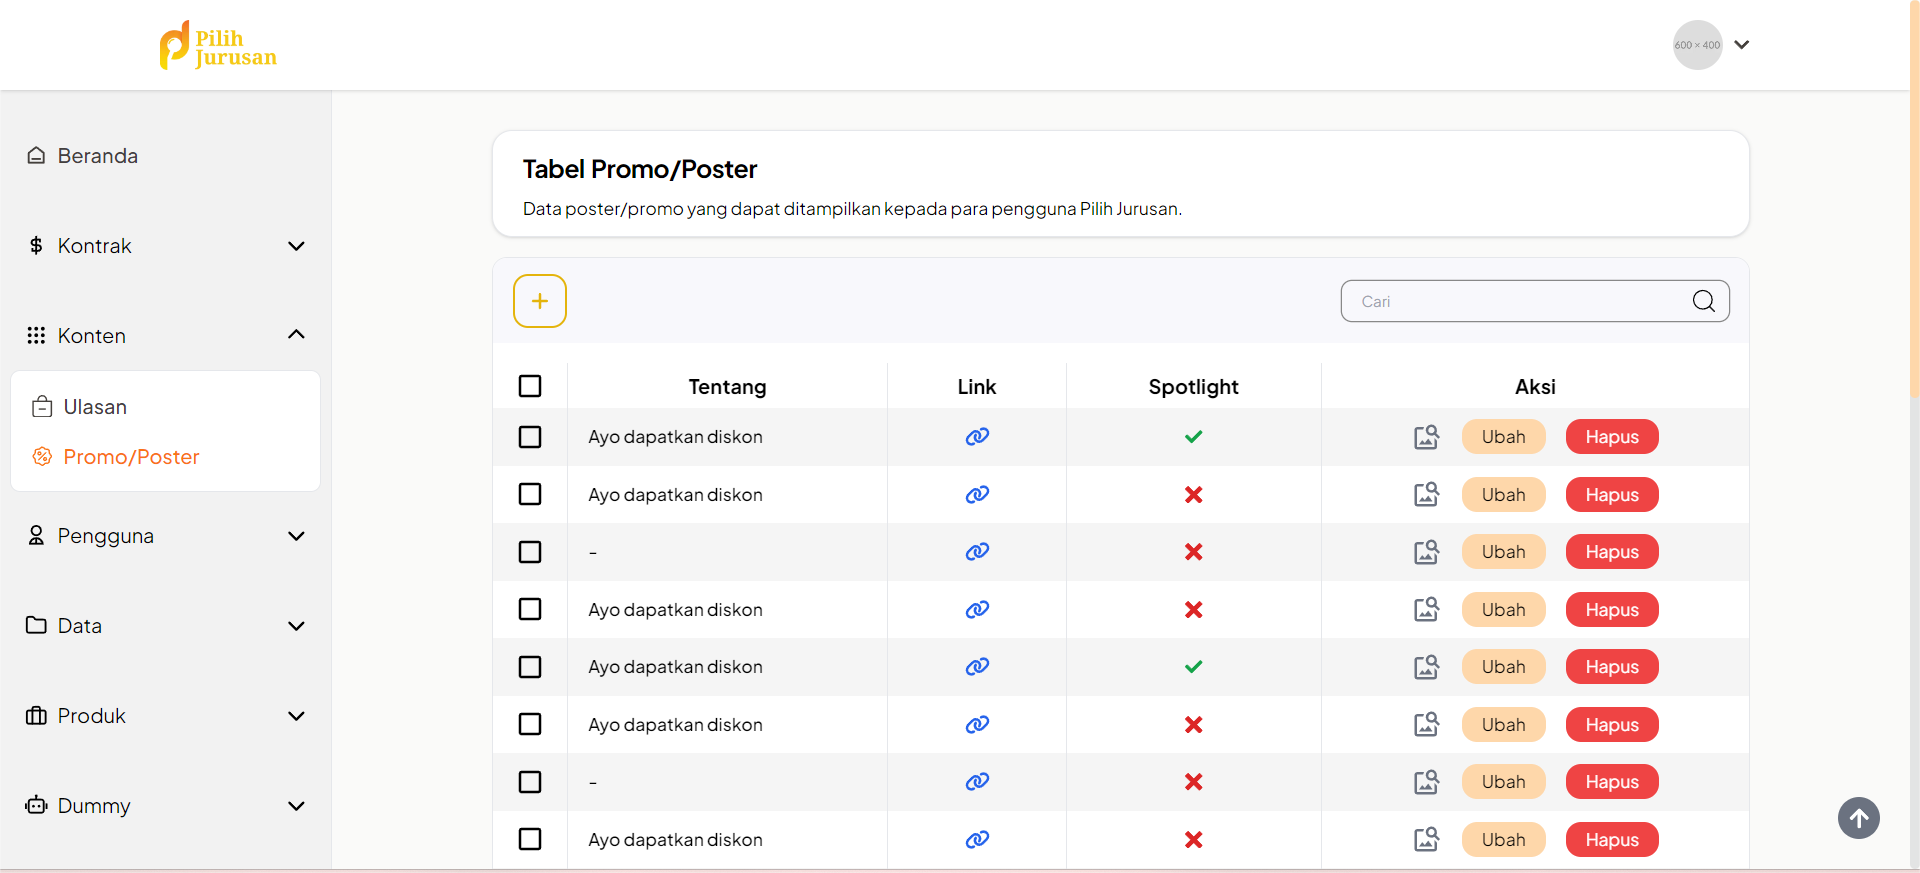 Pilih
Jurusan
600 × 400
Beranda
Kontrak
Konten
Ulasan
Promo/Poster
Pengguna
Data
Produk
Dummy
Tabel Promo/Poster
Data poster/promo yang dapat ditampilkan kepada para pengguna Pilih Jurusan.
+
Cari
Tentang Link Spotlight Aksi
Ayo dapatkan diskon Ubah Hapus
Ayo dapatkan diskon Ubah Hapus
- Ubah Hapus
Ayo dapatkan diskon Ubah Hapus
Ayo dapatkan diskon Ubah Hapus
Ayo dapatkan diskon Ubah Hapus
- Ubah Hapus
Ayo dapatkan diskon Ubah Hapus